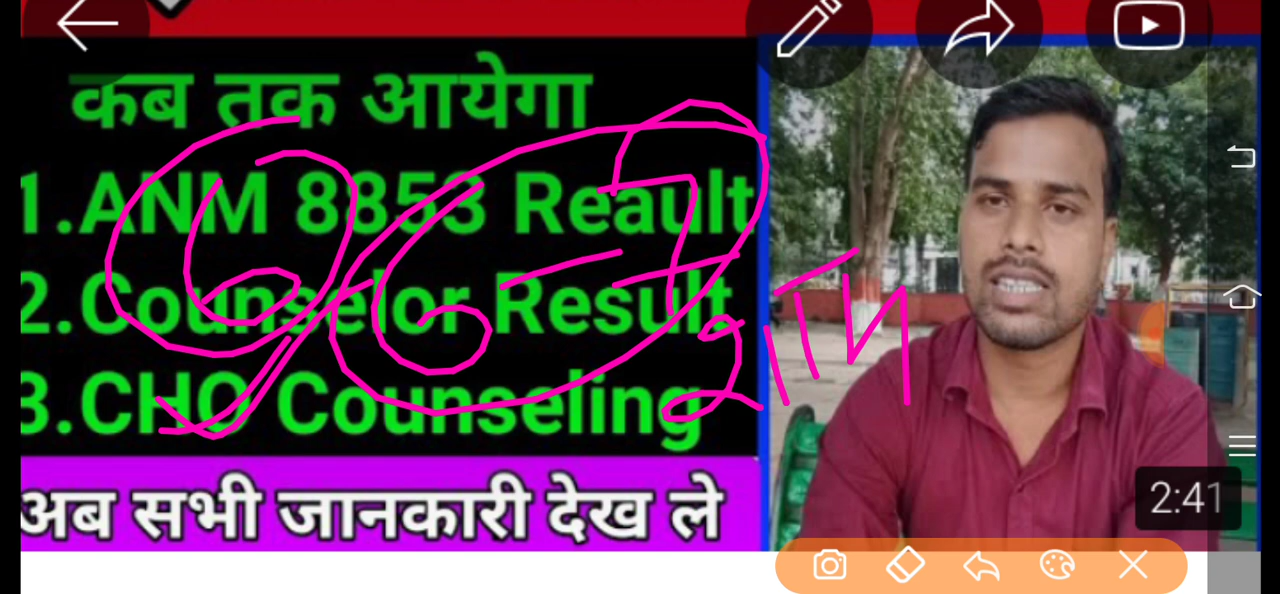 कब तक आयेगा
1.ANM 8853 Reault
2.Counselor Result
3.CHO Counseling
अब सभी जानकारी देख ले
2:41